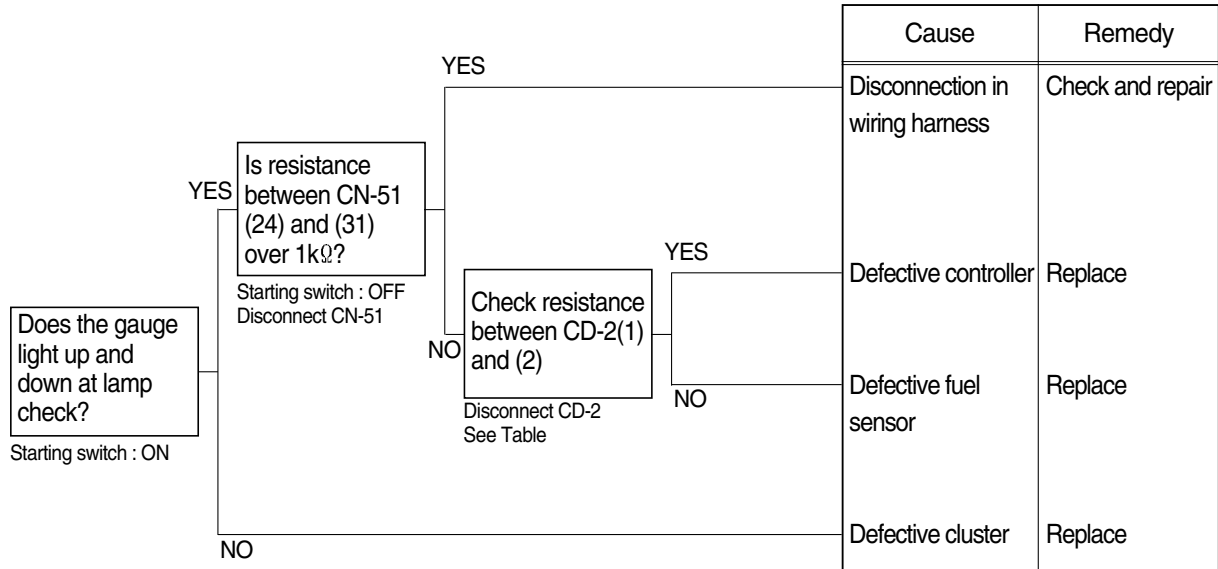 Cause
Remedy
YES
Disconnection in
wiring harness
Check and repair
YES
Is resistance
between CN-51
(24) and (31)
over 1kΩ?
Starting switch : OFF
Disconnect CN-51
YES
Defective controller
Replace
Does the gauge
light up and
down at lamp
check?
Starting switch : ON
NO
Check resistance
between CD-2(1)
and (2)
Disconnect CD-2
See Table
NO
Defective fuel
sensor
Replace
NO
Defective cluster
Replace